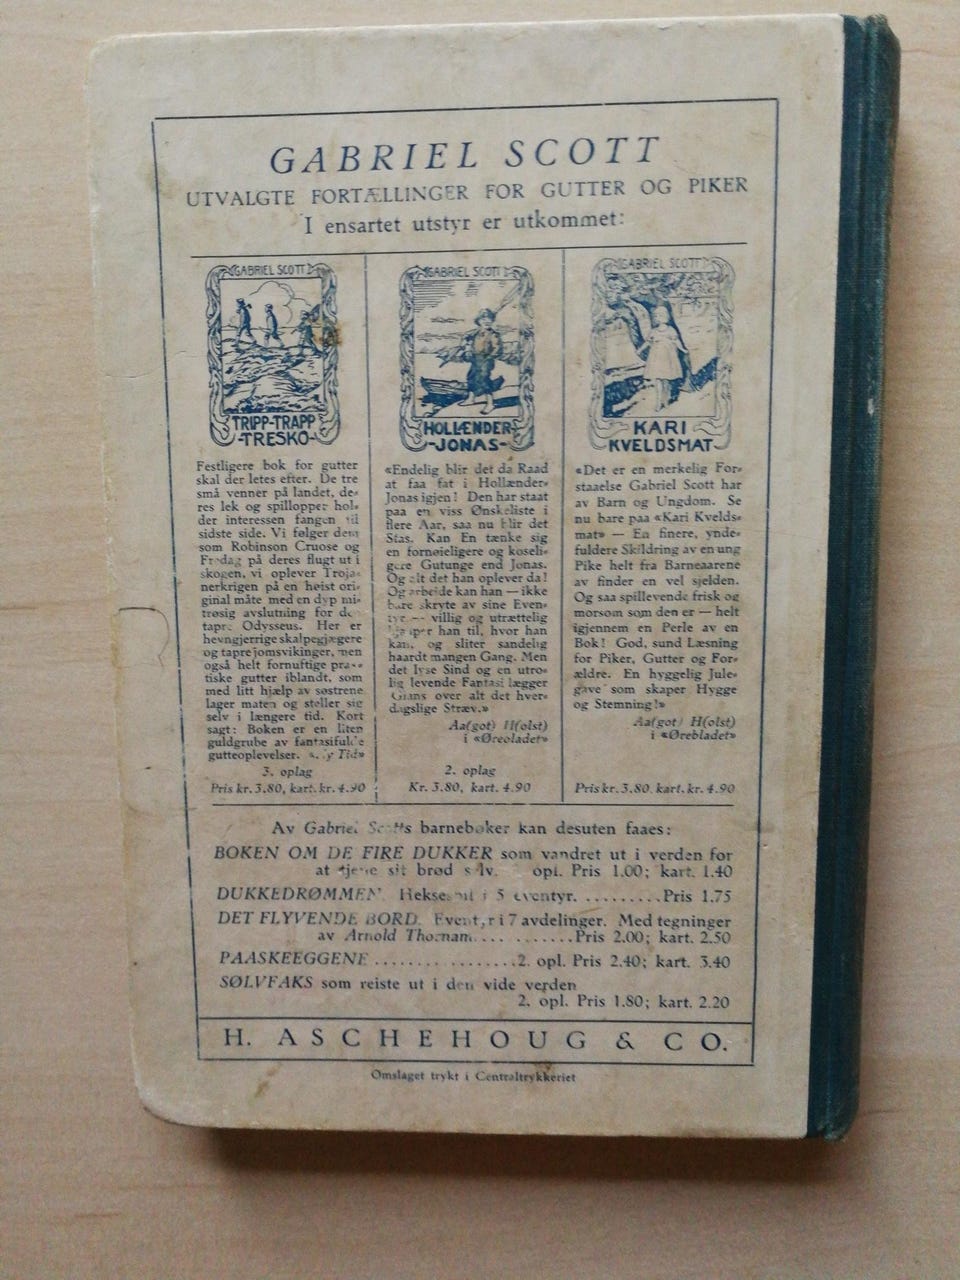 GABRIEL SCOTT
UTVALGTE FORTÆLLINGER FOR GUTTER OG PIKER
I ensartet utstyr er utkommet:
GABRIEL SCOTT
TRIPP-TRAPP
-TRESKO-
Festligere bok for gutter
skal der letes efter. De tre
små venner på landet, de-
res lek og spillopper hol-
der interessen fangen til
sidste side. Vi følger dem
som Robinson Cruose og
Fredag på deres flugt ut i
skogen, vi oplever Troja-
nerkrigen på en høist ori-
ginal måte med en dyp
avslutning for den
tapre Odysseus. Her er
hevngjerrige skalpejægere
og tapre jomsvikinger, men
også helt fornuftige prak-
tiske gutter iblandt, som
med litt hjælp av søstrene
lager maten og steller sig
selv i længere tid. Kort
sagt: Boken er en liten
guldgrube av fantasifulde
gutteoplevelser. Tid»
3. oplag
Pris kr. 3.80, kart. kr. 4.90
GABRIEL SCOTT
HOLLÆNDER-
-JONAS-
«Endelig blir det da Raad
at faa fat i Hollænder-
Jonas igjen! Den har staat
paa en viss Ønskeliste i
flere Aar, saa nu blir det
Stas. Kan En tænke sig
en fornøieligere og koseli-
gere Gutunge end Jonas.
Og alt det han oplever da!
Og arbeide kan han — ikke
bare skryte av sine Even-
tyr — villig og utrættelig
hjælper han til, hvor han
kan, og sliter sandelig
haardt mangen Gang. Men
det lyse Sind og en utro-
lig levende Fantasi lægger
Glans over alt det hver-
dagslige Stræv.»
Aa(got) H(olst)
i «Ørebladet»
2. oplag
Kr. 3.80, kart. 4.90
GABRIEL SCOTT
KARI
KVELDSMAT
«Det er en merkelig For-
staaelse Gabriel Scott har
av Barn og Ungdom. Se
nu bare paa «Kari Kvelds-
mat» — En finere, ynde-
fuldere Skildring av en ung
Pike helt fra Barneaarene
av finder en vel sjelden.
Og saa spillevende frisk og
morsom som den er — helt
igjennem en Perle av en
Bok! God, sund Læsning
for Piker, Gutter og For-
ældre. En hyggelig Jule-
gave som skaper Hygge
og Stemning!»
Aa(got) H(olst)
i «Ørebladet»
Pris kr. 3.80, kart. kr. 4.90
Av Gabriel Scotts barnebøker kan desuten faaes:
BOKEN OM DE FIRE DUKKER som vandret ut i verden for
at tjene sit brød selv. opl. Pris 1.00; kart. 1.40
DUKKEDRØMMEN. i 5 eventyr. ......... Pris 1.75
DET FLYVENDE BORD. Eventyr i 7 avdelinger. Med tegninger
av Arnold Thornam. ............ Pris 2.00; kart. 2.50
PAASKEEGGENE ................ 2. opl. Pris 2.40; kart. 3.40
SØLVFAKS som reiste ut i den vide verden
2. opl. Pris 1.80; kart. 2.20
H. ASCHEHOUG & CO.
Omslaget trykt i Centraltrykkeriet